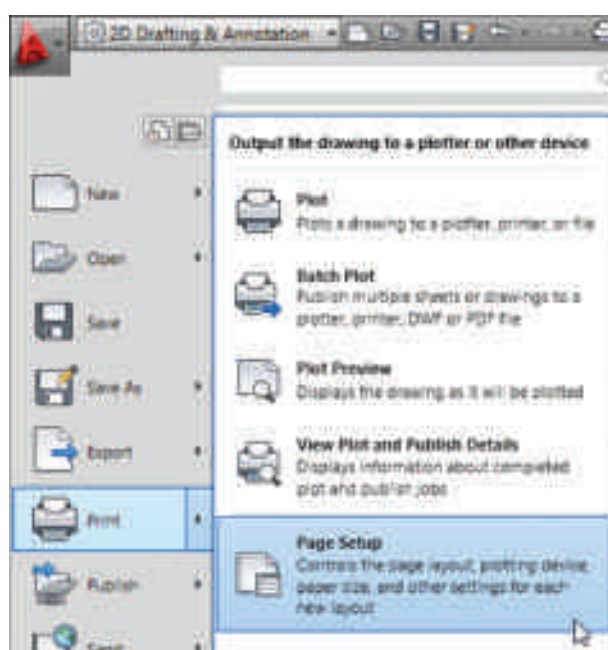 2D Drafting & Annotation
Output the drawing to a plotter or other device
New
Open
Save
Save As
Export
Print
Publish
Send
Plot
Plots a drawing to a plotter, printer, or file
Batch Plot
Publish multiple sheets or drawings to a
plotter, printer, DWF or PDF file
Plot Preview
Displays the drawing as it will be plotted
View Plot and Publish Details
Displays information about completed
plot and publish jobs
Page Setup
Controls the page layout, plotting device,
paper size, and other settings for each
new layout